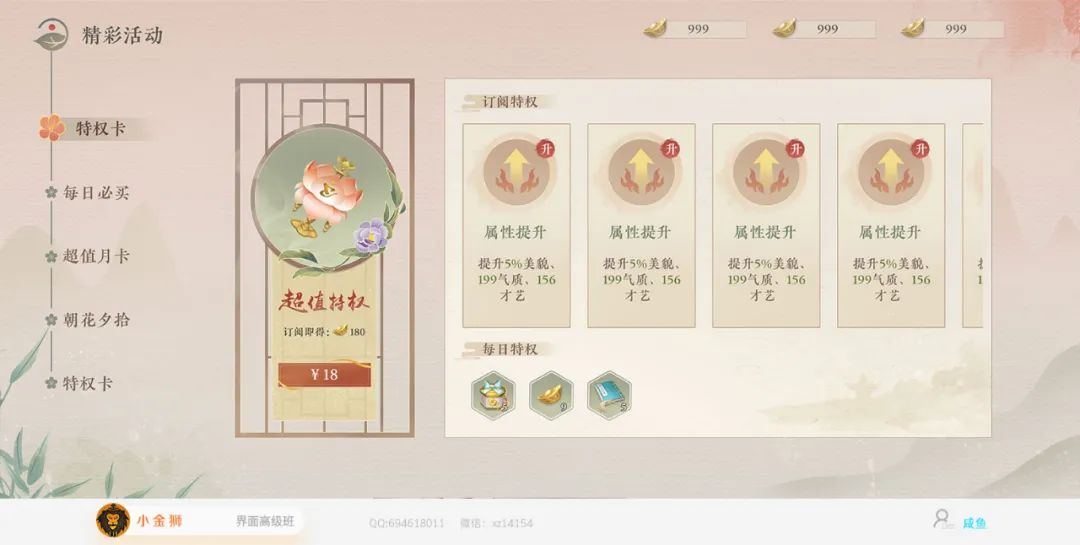 精彩活动
999
999
999
特权卡
每日必买
超值月卡
朝花夕拾
特权卡
超值特权
订阅即得：180
¥18
订阅特权
升
属性提升
提升5%美貌、
199气质、156
才艺
升
属性提升
提升5%美貌、
199气质、156
才艺
升
属性提升
提升5%美貌、
199气质、156
才艺
升
属性提升
提升5%美貌、
199气质、156
才艺
每日特权
9
5
小金狮
界面高级班
QQ:694618011
微信：xz14154
咸鱼